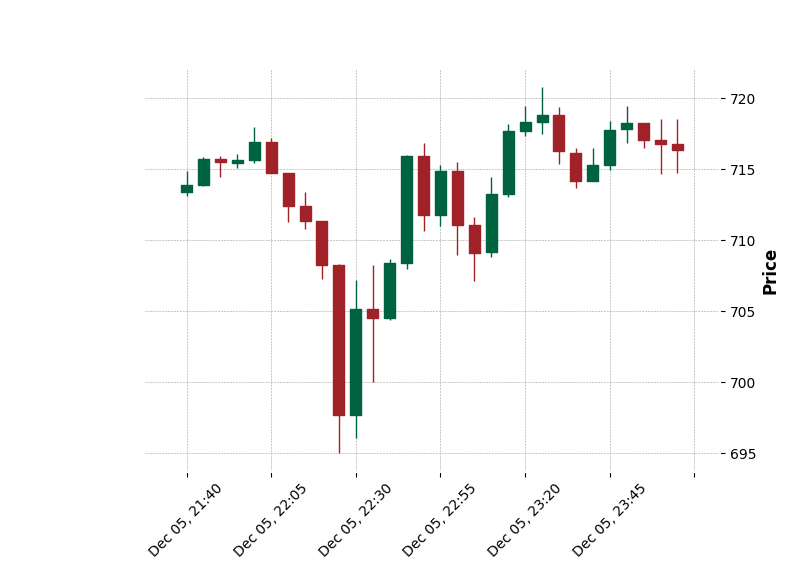 720
715
710
705
700
695
Price
Dec 05, 21:40
Dec 05, 22:05
Dec 05, 22:30
Dec 05, 22:55
Dec 05, 23:20
Dec 05, 23:45